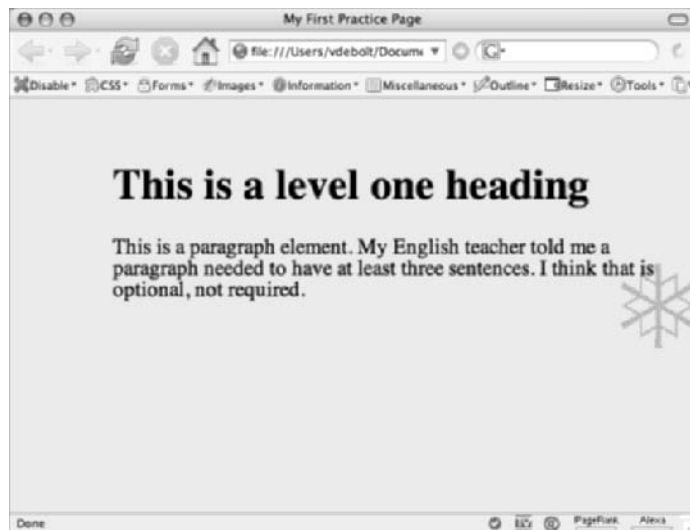 My First Practice Page
file:///Users/vdebolt/Docume
G
Disable CSS Forms Images Information Miscellaneous Outline Resize Tools
This is a level one heading
This is a paragraph element. My English teacher told me a
paragraph needed to have at least three sentences. I think that is
optional, not required.
Done PageRank Alexa